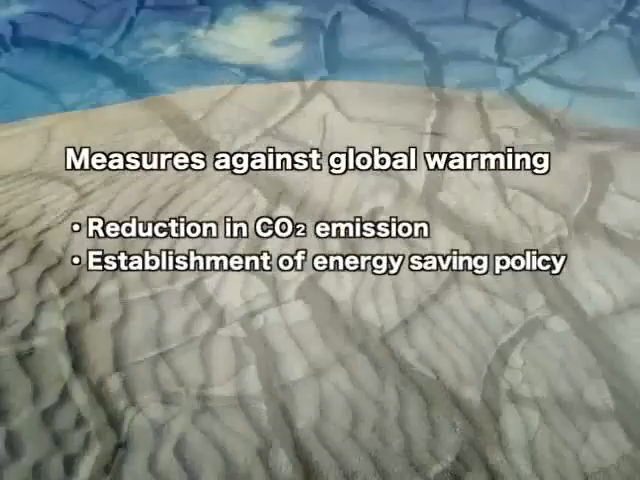 Measures against global warming
・Reduction in CO₂ emission
・Establishment of energy saving policy